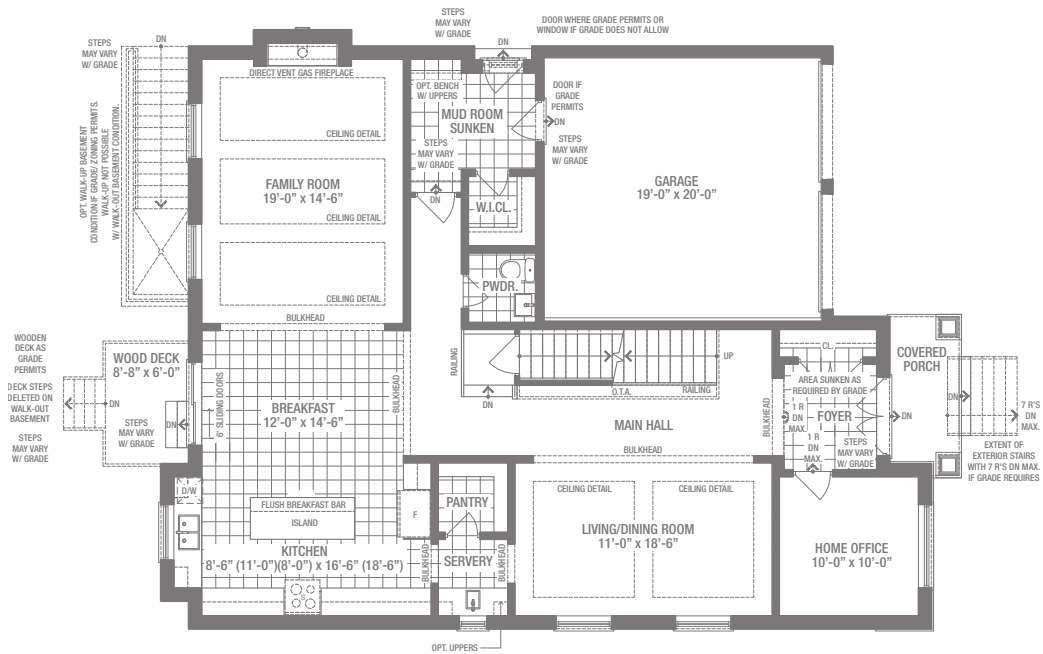 STEPS
MAY VARY
W/ GRADE
DN
STEPS
MAY VARY
W/ GRADE
DN
DOOR WHERE GRADE PERMITS OR
WINDOW IF GRADE DOES NOT ALLOW
DIRECT VENT GAS FIREPLACE
OPT. BENCH
W/ UPPERS
MUD ROOM
SUNKEN
STEPS
MAY VARY
W/ GRADE
DN
DOOR IF
GRADE
PERMITS
DN
STEPS
MAY VARY
W/ GRADE
CEILING DETAIL
FAMILY ROOM
19'-0" x 14'-6"
CEILING DETAIL
CEILING DETAIL
GARAGE
19'-0" x 20'-0"
OPT. WALK-UP BASEMENT
CONDITION IF GRADE/ ZONING PERMITS.
WALK-UP NOT POSSIBLE
W/ WALK-OUT BASEMENT CONDITION.
W.I.CL.
PWDR.
BULKHEAD
WOODEN
DECK AS
GRADE
PERMITS
DECK STEPS
DELETED ON
WALK-OUT
BASEMENT
STEPS
MAY VARY
W/ GRADE
WOOD DECK
8'-8" x 6'-0"
DN
STEPS
MAY VARY
W/ GRADE
DN
6' SLIDING DOORS
BREAKFAST
12'-0" x 14'-6"
BULKHEAD
RAILING
DN
UP
RAILING
O.T.A.
MAIN HALL
BULKHEAD
BULKHEAD
CL.
AREA SUNKEN AS
REQUIRED BY GRADE
1 R
DN
MAX.
FOYER
1 R
DN
MAX.
STEPS
MAY VARY
W/ GRADE
DN
COVERED
PORCH
DN
7 R'S
DN
MAX.
EXTENT OF
EXTERIOR STAIRS
WITH 7 R'S DN MAX.
IF GRADE REQUIRES
D/W
FLUSH BREAKFAST BAR
ISLAND
F
PANTRY
KITCHEN
8'-6" (11'-0")(8'-0") x 16'-6" (18'-6")
S
BULKHEAD
SERVERY
BULKHEAD
OPT. UPPERS
CEILING DETAIL
CEILING DETAIL
LIVING/DINING ROOM
11'-0" x 18'-6"
HOME OFFICE
10'-0" x 10'-0"